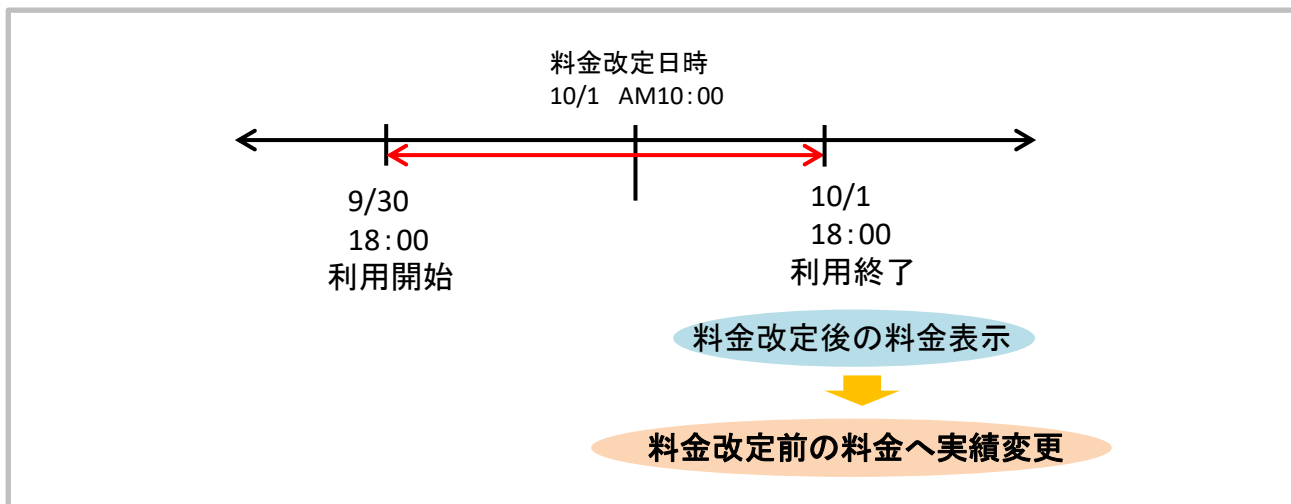 料金改定日時
10/1 AM10:00
9/30
18:00
利用開始
10/1
18:00
利用終了
料金改定後の料金表示
料金改定前の料金へ実績変更